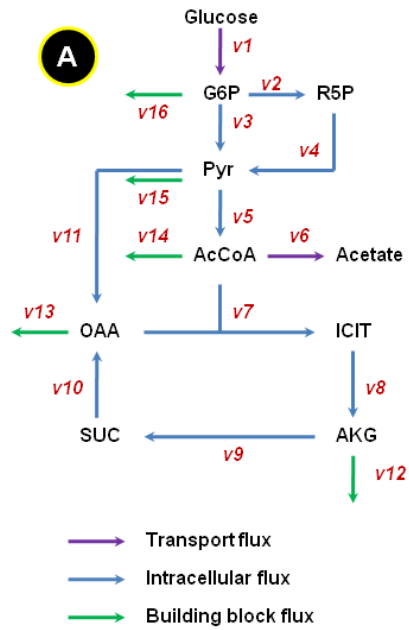 A
Glucose
v1
G6P
v2
R5P
v16
v3
v4
Pyr
v15
v11
v5
v14
v6
AcCoA
Acetate
v13
v7
OAA
ICIT
v10
v8
SUC
AKG
v9
v12
Transport flux
Intracellular flux
Building block flux